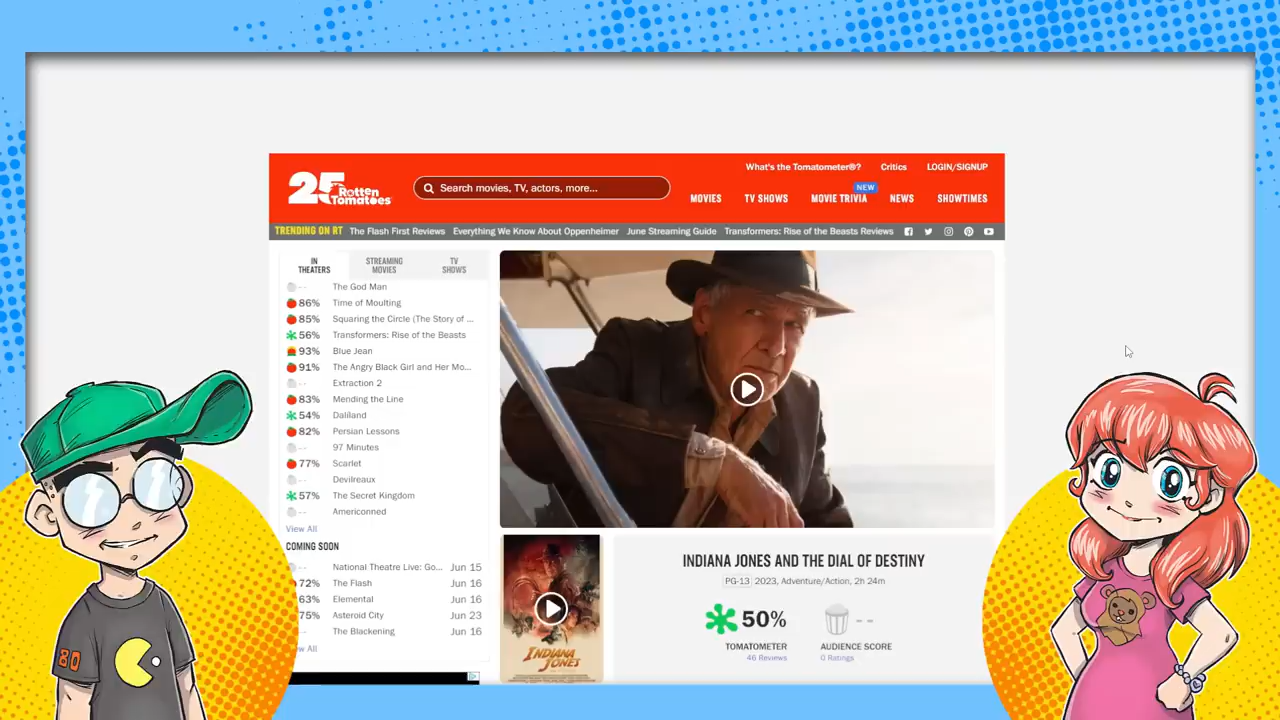 What's the Tomatometer®? Critics LOGIN/SIGNUP
25 Rotten Tomatoes
Search movies, TV, actors, more...
NEW
MOVIES TV SHOWS MOVIE TRIVIA NEWS SHOWTIMES
TRENDING ON RT The Flash First Reviews Everything We Know About Oppenheimer June Streaming Guide Transformers: Rise of the Beasts Reviews
IN THEATERS
STREAMING MOVIES
TV SHOWS
- - The God Man
86% Time of Moulting
85% Squaring the Circle (The Story of ...
56% Transformers: Rise of the Beasts
93% Blue Jean
91% The Angry Black Girl and Her Mo...
- - Extraction 2
83% Mending the Line
54% Daliland
82% Persian Lessons
- - 97 Minutes
77% Scarlet
- - Devilreaux
57% The Secret Kingdom
- - Americonned
View All
COMING SOON
- - National Theatre Live: Go... Jun 15
72% The Flash Jun 16
63% Elemental Jun 16
75% Asteroid City Jun 23
The Blackening Jun 16
All
INDIANA JONES
INDIANA JONES AND THE DIAL OF DESTINY
PG-13 2023, Adventure/Action, 2h 24m
50% - -
TOMATOMETER AUDIENCE SCORE
46 Reviews 0 Ratings
80